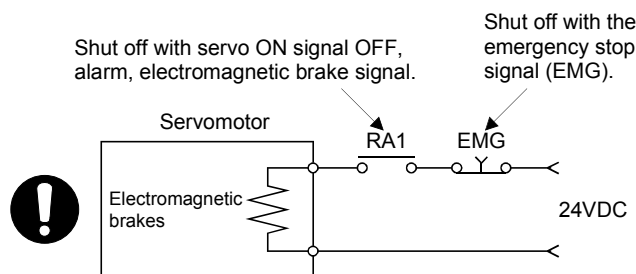 Shut off with servo ON signal OFF,
alarm, electromagnetic brake signal.
Shut off with the
emergency stop
signal (EMG).
Servomotor
RA1
EMG
Electromagnetic
brakes
24VDC